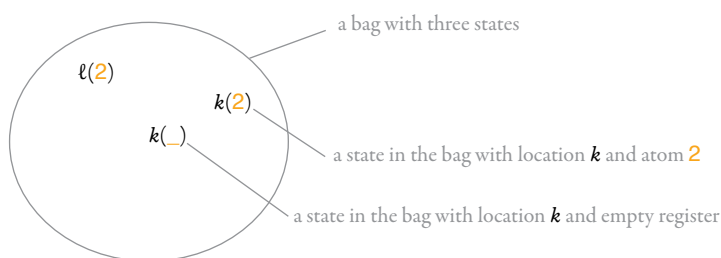 a bag with three states
ℓ(2)
k(2)
k(_)
a state in the bag with location k and atom 2
a state in the bag with location k and empty register